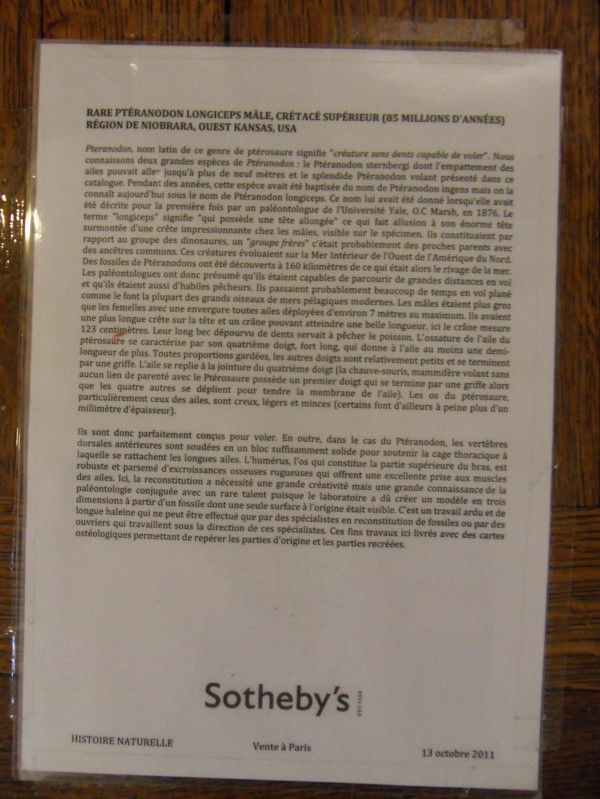 RARE PTÉRANODON LONGICEPS MÂLE, CRÉTACÉ SUPÉRIEUR (85 MILLIONS D'ANNÉES)
RÉGION DE NIOBRARA, OUEST KANSAS, USA
Pteranodon, nom latin de ce genre de ptérosaure signifie "créature sans dents capable de voler". Nous
connaissons deux grandes espèces de Ptéranodon : le Ptéranodon sternbergi dont l'empattement des
ailes pouvait aller jusqu'à plus de neuf mètres et le splendide Ptéranodon volant présenté dans ce
catalogue. Pendant des années, cette espèce avait été baptisée du nom de Ptéranodon ingens mais on la
connaît aujourd'hui sous le nom de Ptéranodon longiceps. Ce nom lui avait été donné lorsqu'elle avait
été décrite pour la première fois par un paléontologue de l'Université Yale, O.C Marsh, en 1876. Le
terme "longiceps" signifie "qui possède une tête allongée" ce qui fait allusion à son énorme tête
surmontée d'une crête impressionnante chez les mâles, visible sur le spécimen. Ils constituaient par
rapport au groupe des dinosaures, un "groupe frères" c'était probablement des proches parents avec
des ancêtres communs. Ces créatures évoluaient sur la Mer Intérieur de l'Ouest de l'Amérique du Nord.
Des fossiles de Ptéranodons ont été découverts à 160 kilomètres de ce qui était alors le rivage de la mer.
Les paléontologues ont donc présumé qu'ils étaient capables de parcourir de grandes distances en vol
et qu'ils étaient aussi d'habiles pêcheurs. Ils passaient probablement beaucoup de temps en vol plané
comme le font la plupart des grands oiseaux de mers pélagiques modernes. Les mâles étaient plus gros
que les femelles avec une envergure toutes ailes déployées d'environ 7 mètres au maximum. Ils avaient
une plus longue crête sur la tête et un crâne pouvant atteindre une belle longueur, ici le crâne mesure
123 centimètres. Leur long bec dépourvu de dents servait à pêcher le poisson. L'ossature de l'aile du
ptérosaure se caractérise par son quatrième doigt, fort long, qui donne à l'aile au moins une demi-
longueur de plus. Toutes proportions gardées, les autres doigts sont relativement petits et se terminent
par une griffe. L'aile se replie à la jointure du quatrième doigt (la chauve-souris, mammifère volant sans
aucun lien de parenté avec le Ptérosaure possède un premier doigt qui se termine par une griffe alors
que les quatre autres se déplient pour tendre la membrane de l'aile). Les os du ptérosaure,
particulièrement ceux des ailes, sont creux, légers et minces (certains font d'ailleurs à peine plus d'un
millimètre d'épaisseur).
Ils sont donc parfaitement conçus pour voler. En outre, dans le cas du Ptéranodon, les vertèbres
dorsales antérieures sont soudées en un bloc suffisamment solide pour soutenir la cage thoracique à
laquelle se rattachent les longues ailes. L'humérus, l'os qui constitue la partie supérieure du bras, est
robuste et parsemé d'excroissances osseuses rugueuses qui offrent une excellente prise aux muscles
des ailes. Ici, la reconstitution a nécessité une grande créativité mais une grande connaissance de la
paléontologie conjuguée avec un rare talent puisque le laboratoire a dû créer un modèle en trois
dimensions à partir d'un fossile dont une seule surface à l'origine était visible. C'est un travail ardu et de
longue haleine qui ne peut être effectué que par des spécialistes en reconstitution de fossiles ou par des
ouvriers qui travaillent sous la direction de ces spécialistes. Ces fins travaux ici livrés avec des cartes
ostéologiques permettant de repérer les parties d'origine et les parties recréées.
Sotheby's
HISTOIRE NATURELLE
Vente à Paris
13 octobre 2011